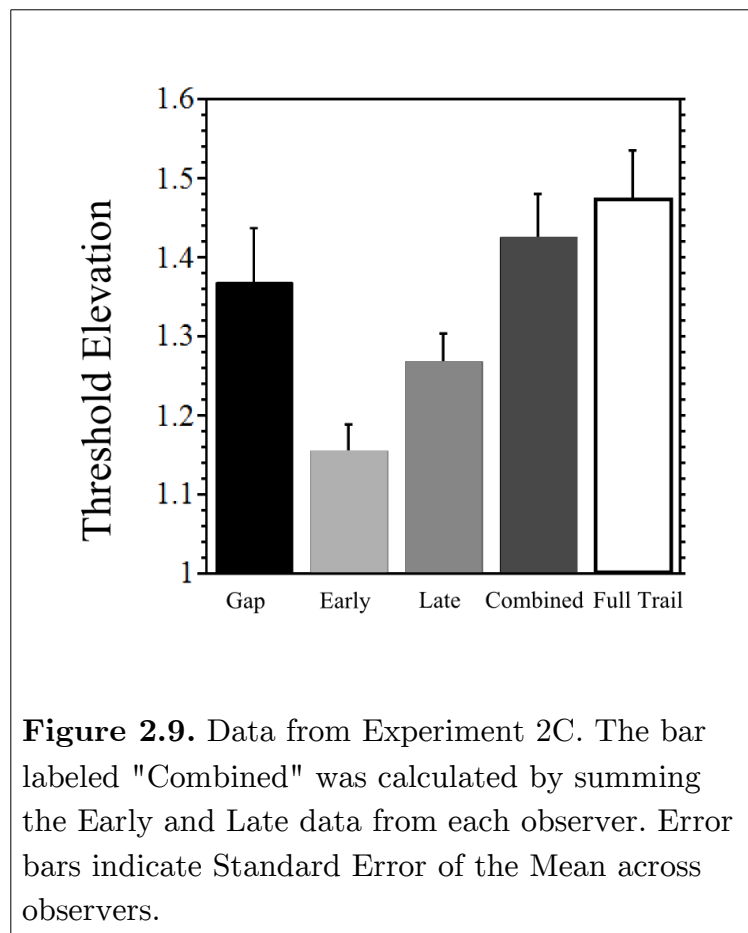 1.6
1.5
1.4
1.3
1.2
1.1
1
Threshold Elevation
Gap Early Late Combined Full Trail
Figure 2.9. Data from Experiment 2C. The bar
labeled "Combined" was calculated by summing
the Early and Late data from each observer. Error
bars indicate Standard Error of the Mean across
observers.